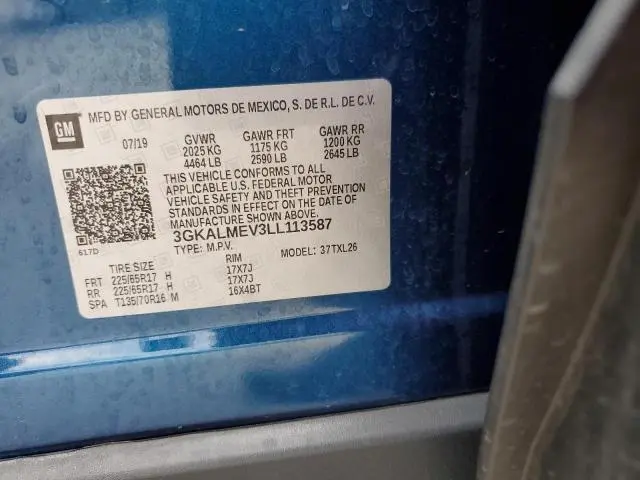 MFD BY GENERAL MOTORS DE MEXICO, S. DE R.L. DE C.V.
GM
07/19 GVWR GAWR FRT GAWR RR
2025 KG 1175 KG 1200 KG
4464 LB 2590 LB 2645 LB
THIS VEHICLE CONFORMS TO ALL
APPLICABLE U.S. FEDERAL MOTOR
VEHICLE SAFETY AND THEFT PREVENTION
STANDARDS IN EFFECT ON THE DATE OF
MANUFACTURE SHOWN ABOVE.
617D
3GKALMEV3LL113587
TYPE: M.P.V. MODEL: 37TXL26
TIRE SIZE RIM
FRT 225/65R17 H 17X7J
RR 225/65R17 H 17X7J
SPA T135/70R16 M 16X4BT